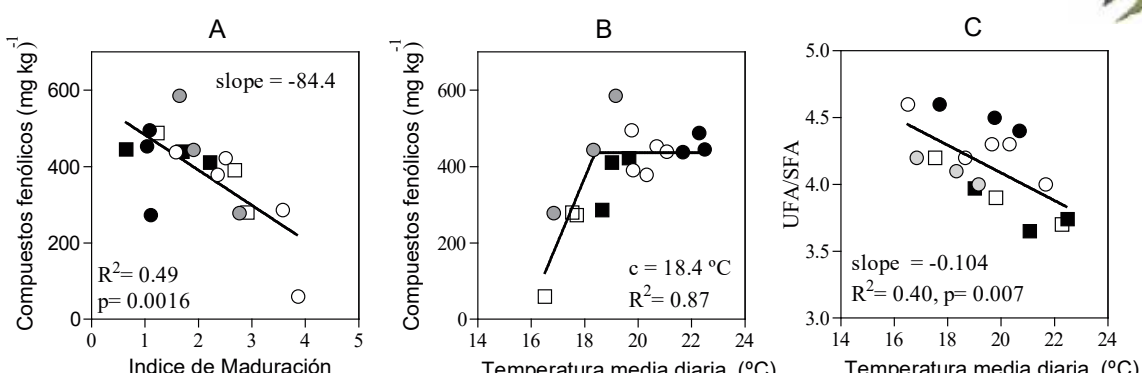 A
Compuestos fenólicos (mg kg-1)
600
400
200
0
slope = -84.4
R2= 0.49
p= 0.0016
0 1 2 3 4 5
Indice de Maduración
B
Compuestos fenólicos (mg kg-1)
600
400
200
0
c = 18.4 ºC
R2= 0.87
14 16 18 20 22 24
Temperatura media diaria (ºC)
C
UFA/SFA
5.0
4.5
4.0
3.5
3.0
slope = -0.104
R2= 0.40, p= 0.007
14 16 18 20 22 24
Temperatura media diaria (ºC)